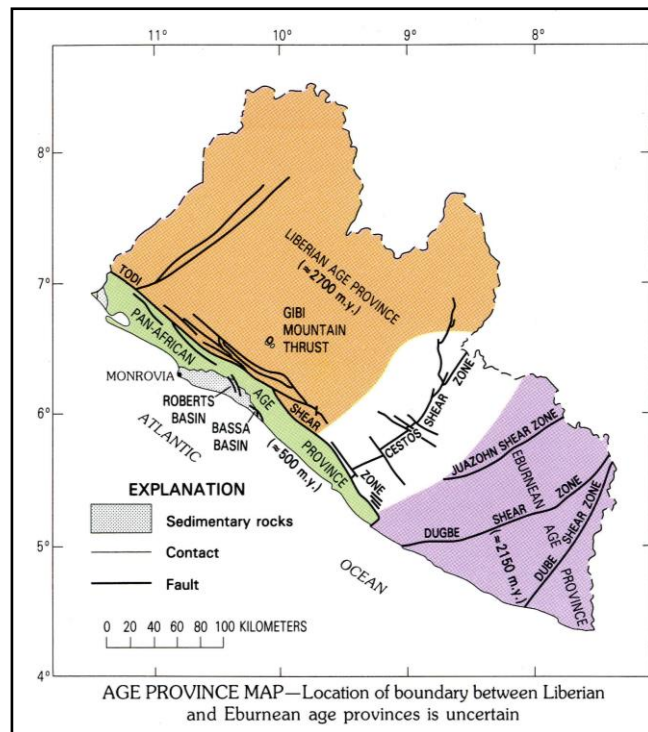 11° 10° 9° 8°
8°
7°
6°
5°
4°
TODI
LIBERIAN AGE PROVINCE
(≈2700 m.y.)
GIBI
MOUNTAIN
THRUST
PAN-AFRICAN
MONROVIA
ROBERTS
BASIN
BASSA
BASIN
ATLANTIC
AGE
SHEAR
PROVINCE
(≈500 m.y.)
ZONE
CESTOS SHEAR ZONE
JUAZOHN SHEAR ZONE
EBURNEAN
AGE
PROVINCE
DUGBE SHEAR ZONE
(≈2150 m.y.)
DUBE SHEAR ZONE
OCEAN
EXPLANATION
Sedimentary rocks
Contact
Fault
0 20 40 60 80 100 KILOMETERS
AGE PROVINCE MAP—Location of boundary between Liberian
and Eburnean age provinces is uncertain